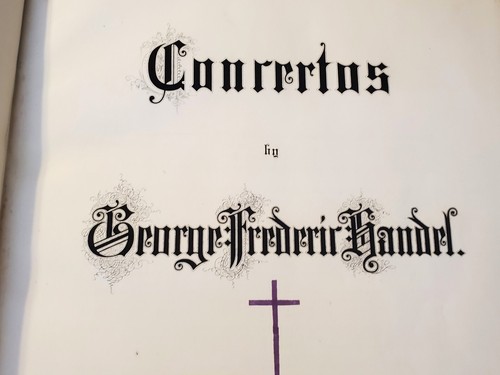 Concertos
by
George Frederic Handel.